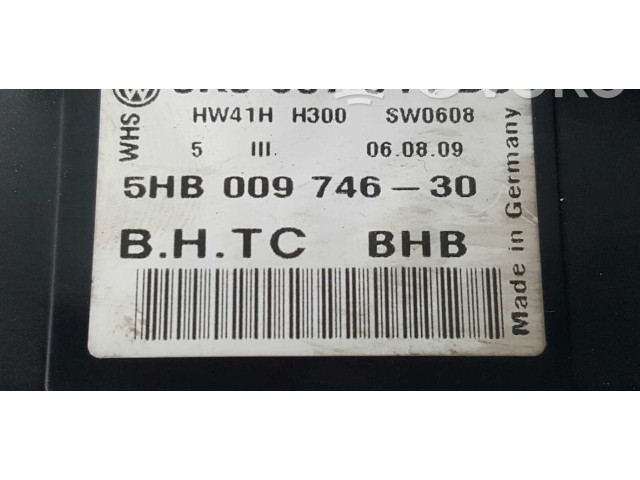 WHS
HW41H H300 SW0608
5 III. 06.08.09
5HB 009 746-30
B.H.TC BHB
Made in Germany